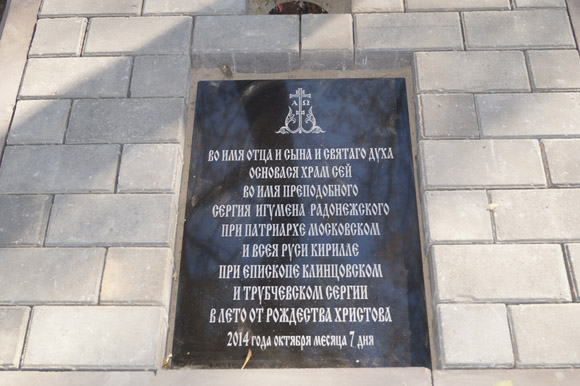 Α Ω
ВО ИМЯ ОТЦА И СЫНА И СВЯТАГО ДУХА
ОСНОВАСЯ ХРАМ СЕЙ
ВО ИМЯ ПРЕПОДОБНОГО
СЕРГИЯ ИГУМЕНА РАДОНЕЖСКОГО
ПРИ ПАТРИАРХЕ МОСКОВСКОМ
И ВСЕЯ РУСИ КИРИЛЛЕ
ПРИ ЕПИСКОПЕ КЛИНЦОВСКОМ
И ТРУБЧЕВСКОМ СЕРГИИ
В ЛЕТО ОТ РОЖДЕСТВА ХРИСТОВА
2014 ГОДА ОКТЯБРЯ МЕСЯЦА 7 ДНЯ